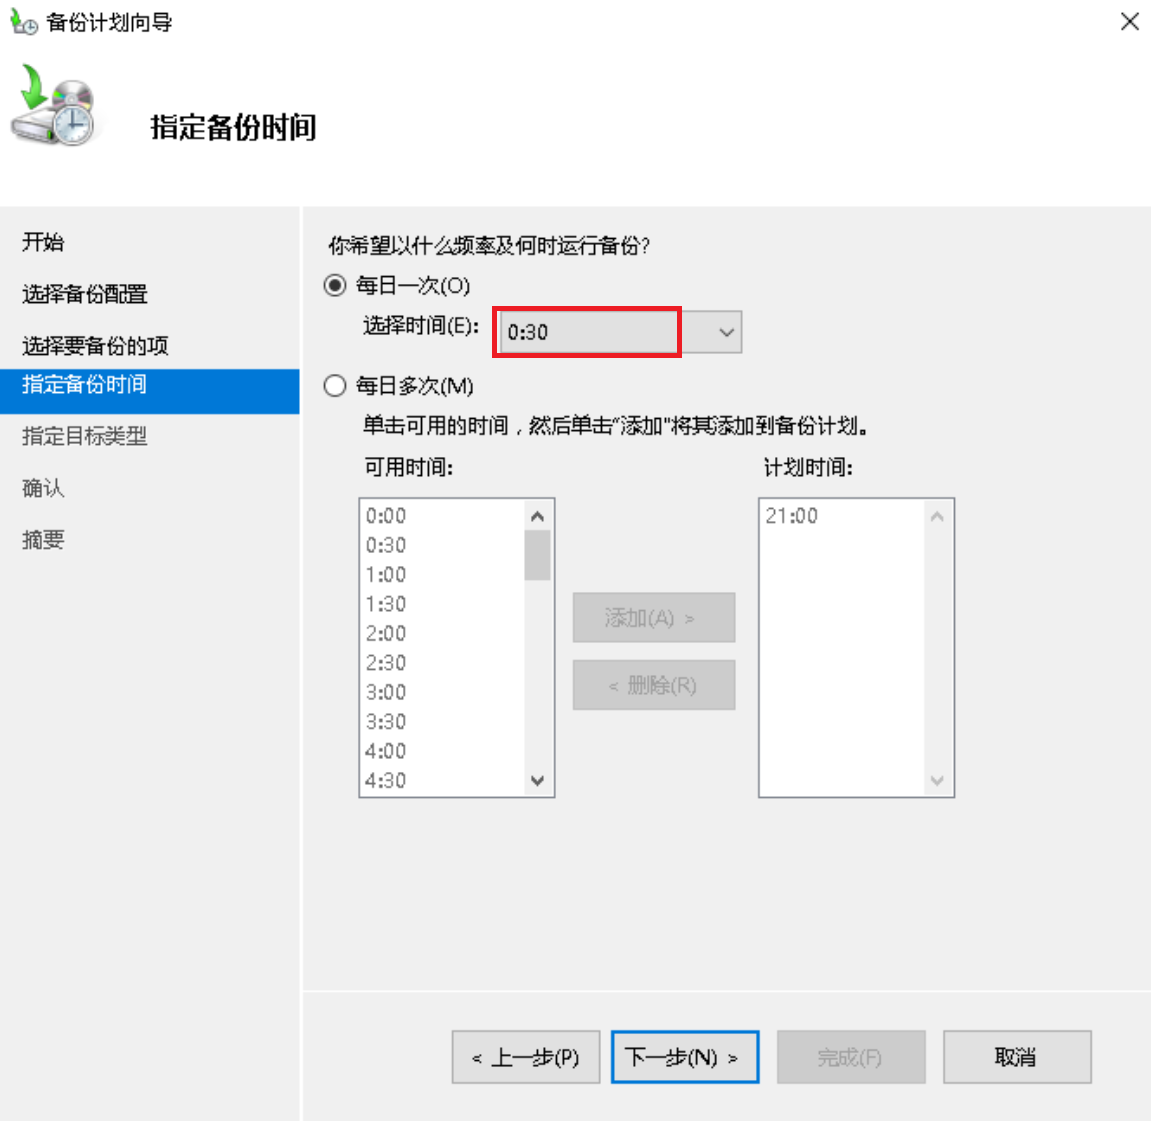 备份计划向导
指定备份时间
开始
选择备份配置
选择要备份的项
指定备份时间
指定目标类型
确认
摘要
你希望以什么频率及何时运行备份?
每日一次(O)
选择时间(E):
0:30
每日多次(M)
单击可用的时间，然后单击“添加"将其添加到备份计划。
可用时间:
0:00
0:30
1:00
1:30
2:00
2:30
3:00
3:30
4:00
4:30
添加(A) >
< 删除(R)
计划时间:
21:00
< 上一步(P)
下一步(N) >
完成(F)
取消